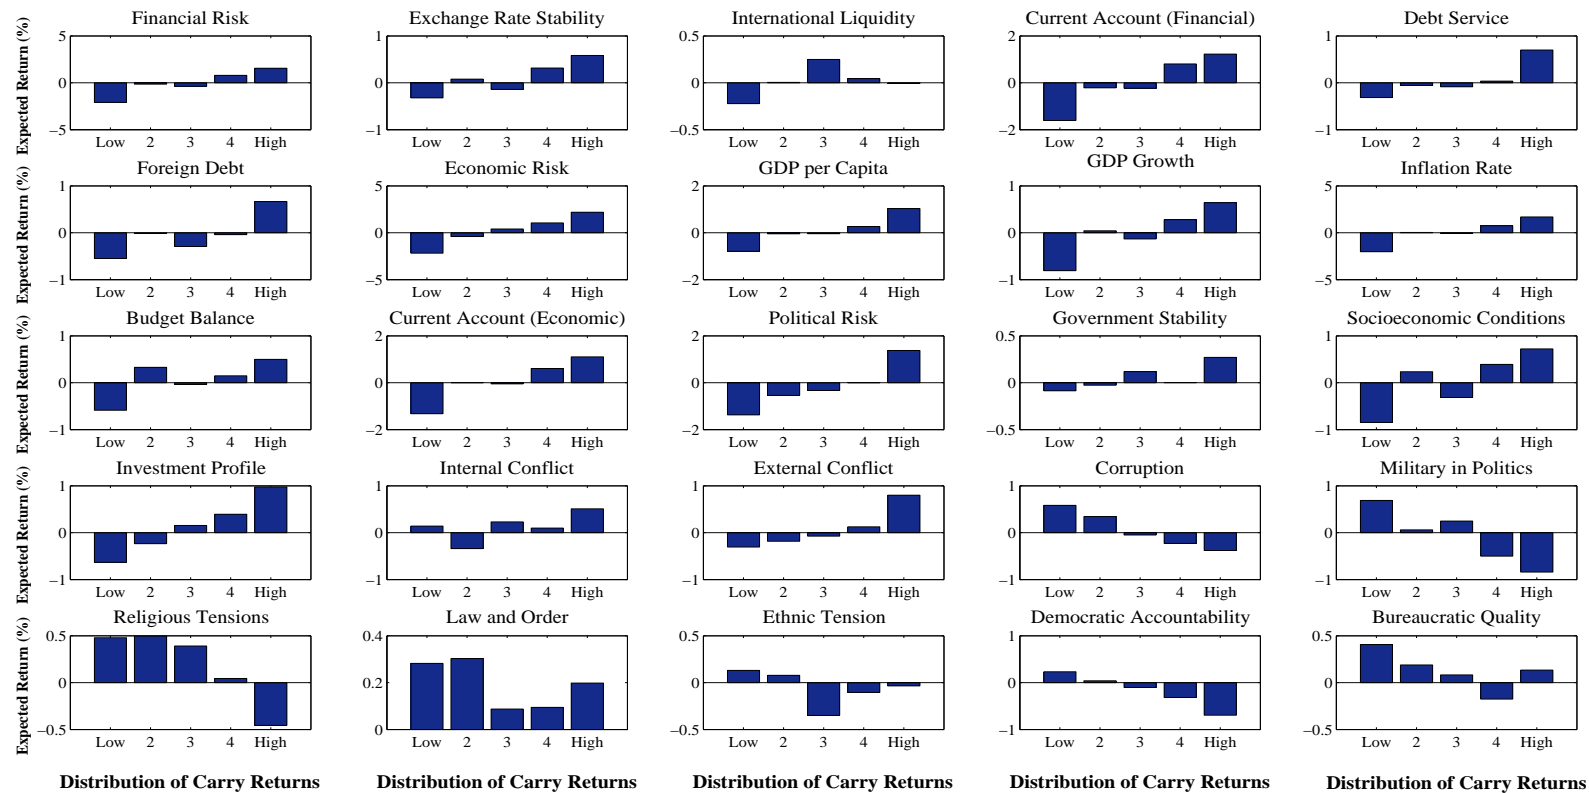 Financial Risk Exchange Rate Stability International Liquidity Current Account (Financial) Debt Service
Expected Return (%)
5 0 −5
1 0 −1
0.5 0 −0.5
2 0 −2
1 0 −1
Low 2 3 4 High Low 2 3 4 High Low 2 3 4 High Low 2 3 4 High Low 2 3 4 High
Foreign Debt Economic Risk GDP per Capita GDP Growth Inflation Rate
Expected Return (%)
1 0 −1
5 0 −5
2 0 −2
1 0 −1
5 0 −5
Low 2 3 4 High Low 2 3 4 High Low 2 3 4 High Low 2 3 4 High Low 2 3 4 High
Budget Balance Current Account (Economic) Political Risk Government Stability Socioeconomic Conditions
Expected Return (%)
1 0 −1
2 0 −2
2 0 −2
0.5 0 −0.5
1 0 −1
Low 2 3 4 High Low 2 3 4 High Low 2 3 4 High Low 2 3 4 High Low 2 3 4 High
Investment Profile Internal Conflict External Conflict Corruption Military in Politics
Expected Return (%)
1 0 −1
1 0 −1
1 0 −1
1 0 −1
1 0 −1
Low 2 3 4 High Low 2 3 4 High Low 2 3 4 High Low 2 3 4 High Low 2 3 4 High
Religious Tensions Law and Order Ethnic Tension Democratic Accountability Bureaucratic Quality
Expected Return (%)
0.5 0 −0.5
0.4 0.2 0
0.5 0 −0.5
1 0 −1
0.5 0 −0.5
Low 2 3 4 High Low 2 3 4 High Low 2 3 4 High Low 2 3 4 High Low 2 3 4 High
Distribution of Carry Returns Distribution of Carry Returns Distribution of Carry Returns Distribution of Carry Returns Distribution of Carry Returns